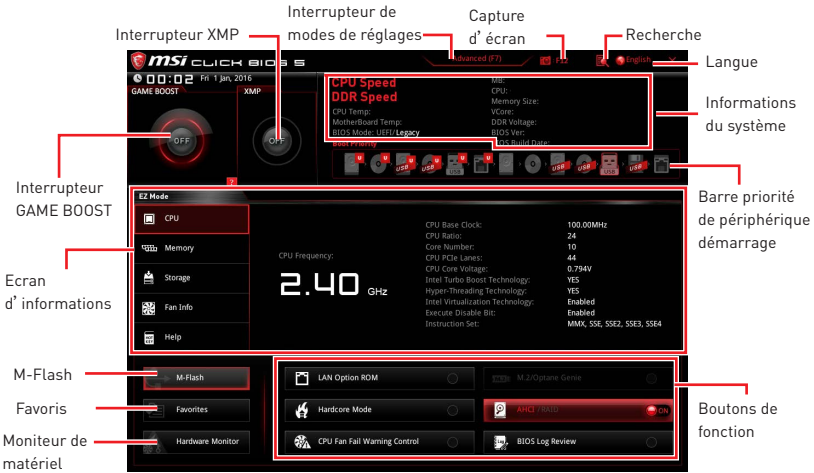 Interrupteur XMP
Interrupteur de
modes de réglages
Capture
d’écran
Recherche
Langue
Informations
du système
Barre priorité
de périphérique
démarrage
Interrupteur
GAME BOOST
Ecran
d’informations
M-Flash
Favoris
Moniteur de
matériel
Boutons de
fonction
msi CLICK BIOS 5
Advanced (F7)
F12
English
X
00:02 Fri 1 Jan, 2016
GAME BOOST
XMP
OFF
OFF
?
CPU Speed
DDR Speed
CPU Temp:
MotherBoard Temp:
BIOS Mode: UEFI/Legacy
Boot Priority
MB:
CPU:
Memory Size:
VCore:
DDR Voltage:
BIOS Ver:
BIOS Build Date:
U U U USB U USB U USB U USB USB USB USB
EZ Mode
CPU
Memory
Storage
Fan Info
Help
CPU Frequency:
2.40 GHz
CPU Base Clock: 100.00MHz
CPU Ratio: 24
Core Number: 10
CPU PCIe Lanes: 44
CPU Core Voltage: 0.794V
Intel Turbo Boost Technology: YES
Hyper-Threading Technology: YES
Intel Virtualization Technology: Enabled
Execute Disable Bit: Enabled
Instruction Set: MMX, SSE, SSE2, SSE3, SSE4
M-Flash
Favorites
Hardware Monitor
LAN Option ROM
M.2/Optane Genie
Hardcore Mode
AHCI /RAID
ON
CPU Fan Fail Warning Control
BIOS Log Review